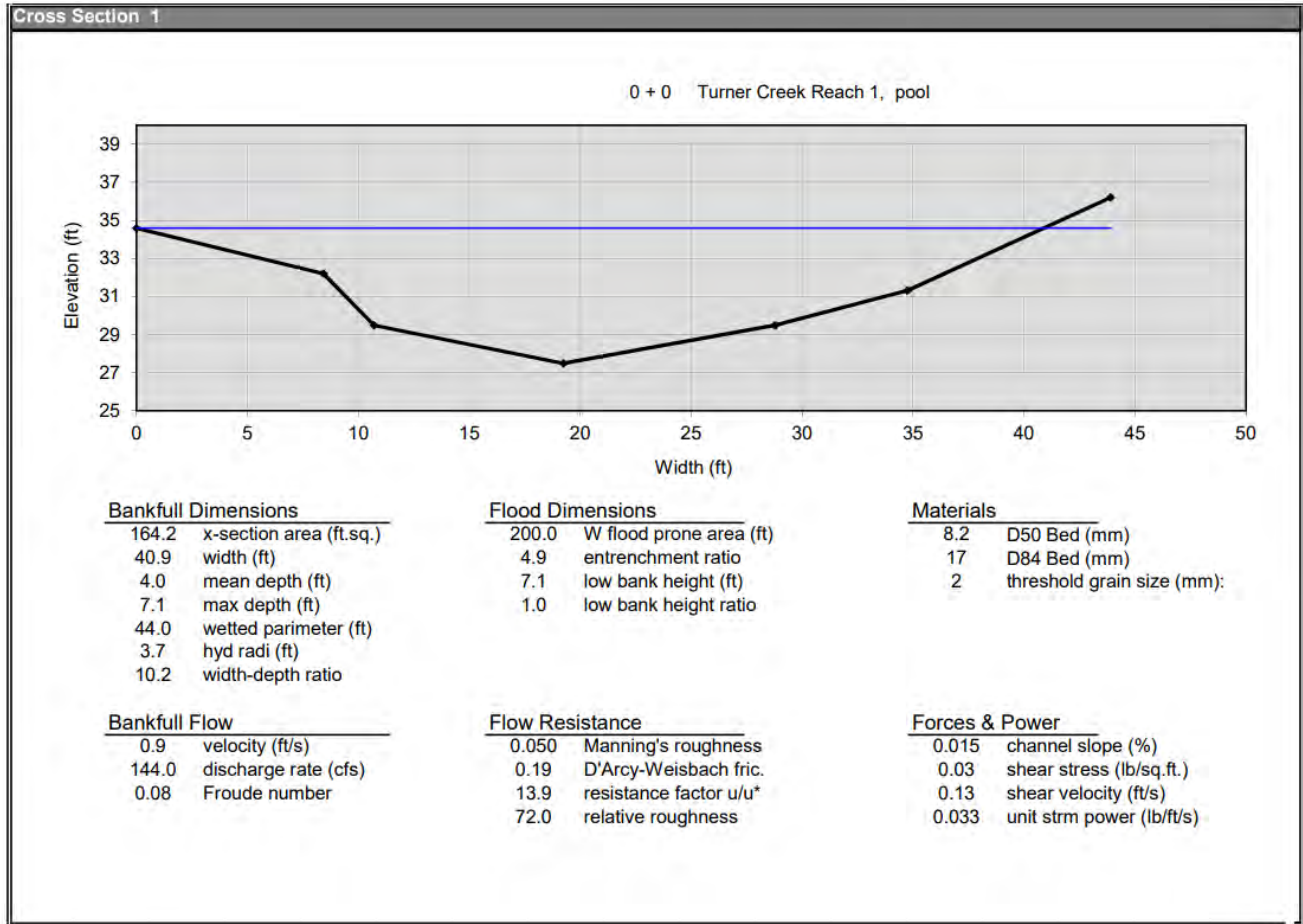 Cross Section 1
0 + 0 Turner Creek Reach 1, pool
39
37
35
33
31
29
27
25
Elevation (ft)
0 5 10 15 20 25 30 35 40 45 50
Width (ft)
Bankfull Dimensions
164.2 x-section area (ft.sq.)
40.9 width (ft)
4.0 mean depth (ft)
7.1 max depth (ft)
44.0 wetted parimeter (ft)
3.7 hyd radi (ft)
10.2 width-depth ratio
Flood Dimensions
200.0 W flood prone area (ft)
4.9 entrenchment ratio
7.1 low bank height (ft)
1.0 low bank height ratio
Materials
8.2 D50 Bed (mm)
17 D84 Bed (mm)
2 threshold grain size (mm):
Bankfull Flow
0.9 velocity (ft/s)
144.0 discharge rate (cfs)
0.08 Froude number
Flow Resistance
0.050 Manning's roughness
0.19 D'Arcy-Weisbach fric.
13.9 resistance factor u/u*
72.0 relative roughness
Forces & Power
0.015 channel slope (%)
0.03 shear stress (lb/sq.ft.)
0.13 shear velocity (ft/s)
0.033 unit strm power (lb/ft/s)